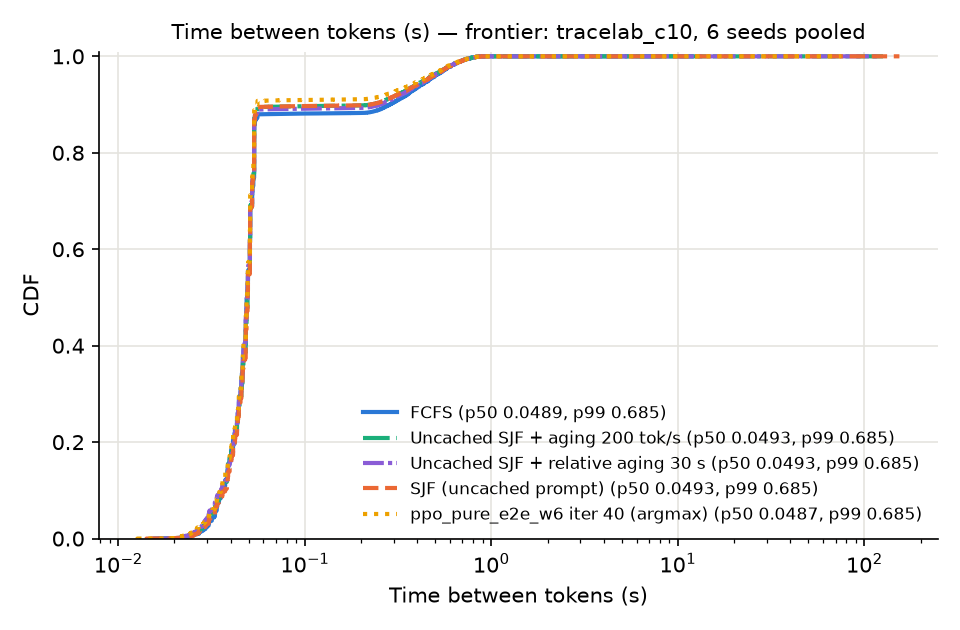 Time between tokens (s) — frontier: tracelab_c10, 6 seeds pooled
1.0
0.8
0.6
0.4
0.2
0.0
CDF
FCFS (p50 0.0489, p99 0.685)
Uncached SJF + aging 200 tok/s (p50 0.0493, p99 0.685)
Uncached SJF + relative aging 30 s (p50 0.0493, p99 0.685)
SJF (uncached prompt) (p50 0.0493, p99 0.685)
ppo_pure_e2e_w6 iter 40 (argmax) (p50 0.0487, p99 0.685)
10⁻² 10⁻¹ 10⁰ 10¹ 10²
Time between tokens (s)